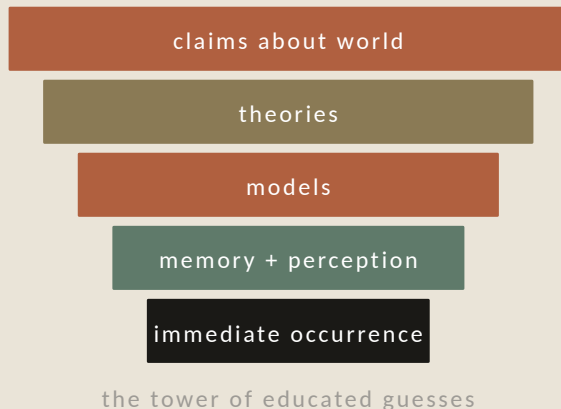 claims about world
theories
models
memory + perception
immediate occurrence
the tower of educated guesses